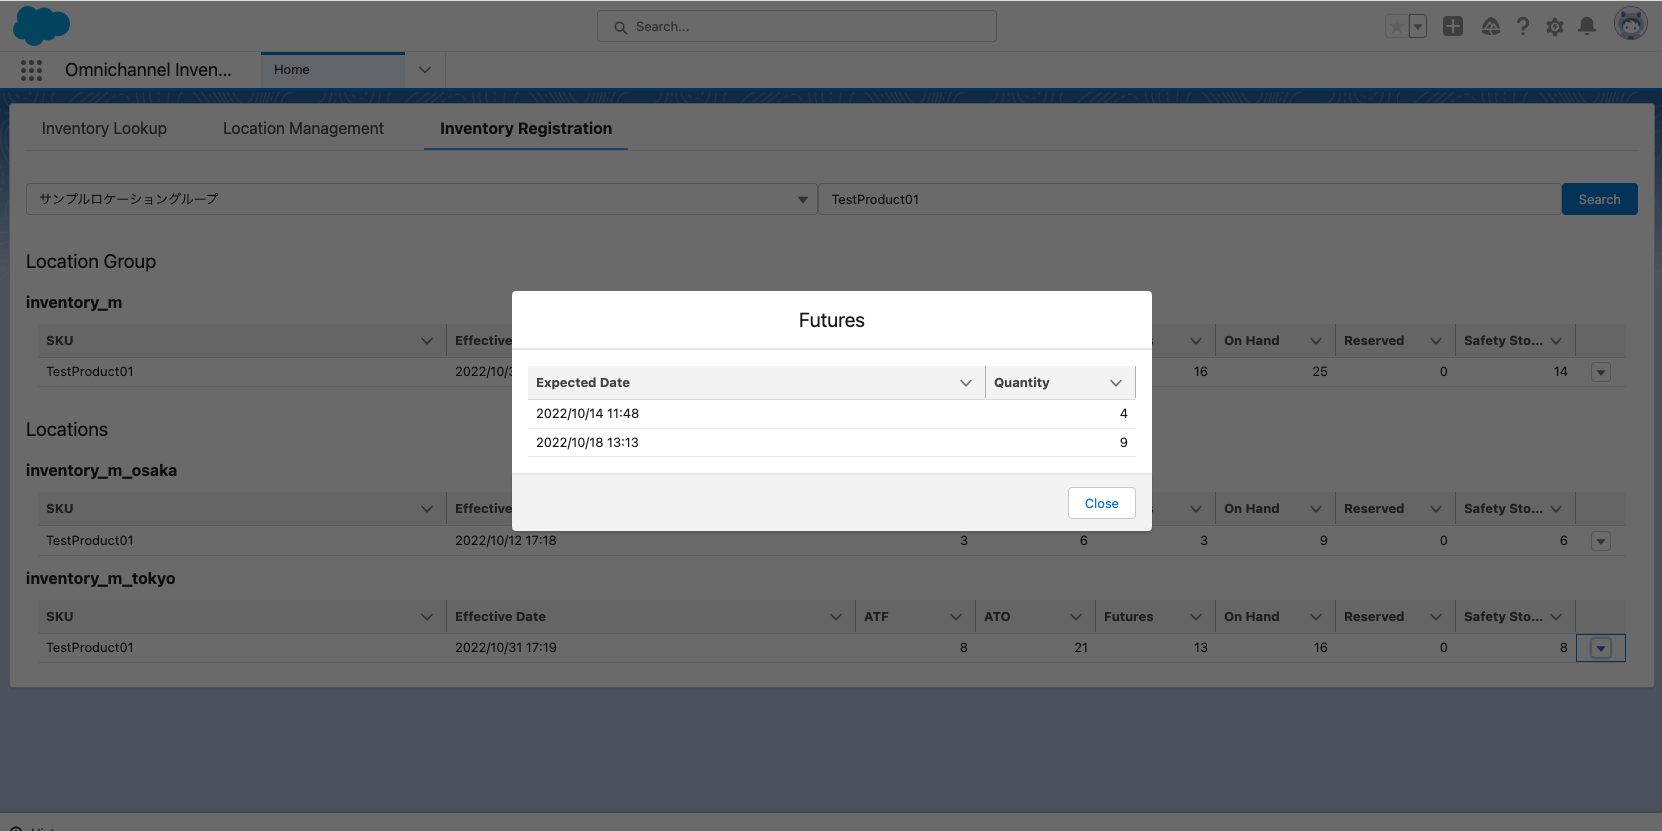 Search...
Omnichannel Inven...
Home
Inventory Lookup
Location Management
Inventory Registration
サンプルロケーショングループ
TestProduct01
Search
Location Group
inventory_m
SKU Effective On Hand Reserved Safety Sto...
TestProduct01 2022/10/3 16 25 0 14
Futures
Expected Date Quantity
2022/10/14 11:48 4
2022/10/18 13:13 9
Close
Locations
inventory_m_osaka
SKU Effective On Hand Reserved Safety Sto...
TestProduct01 2022/10/12 17:18 3 6 3 9 0 6
inventory_m_tokyo
SKU Effective Date ATF ATO Futures On Hand Reserved Safety Sto...
TestProduct01 2022/10/31 17:19 8 21 13 16 0 8